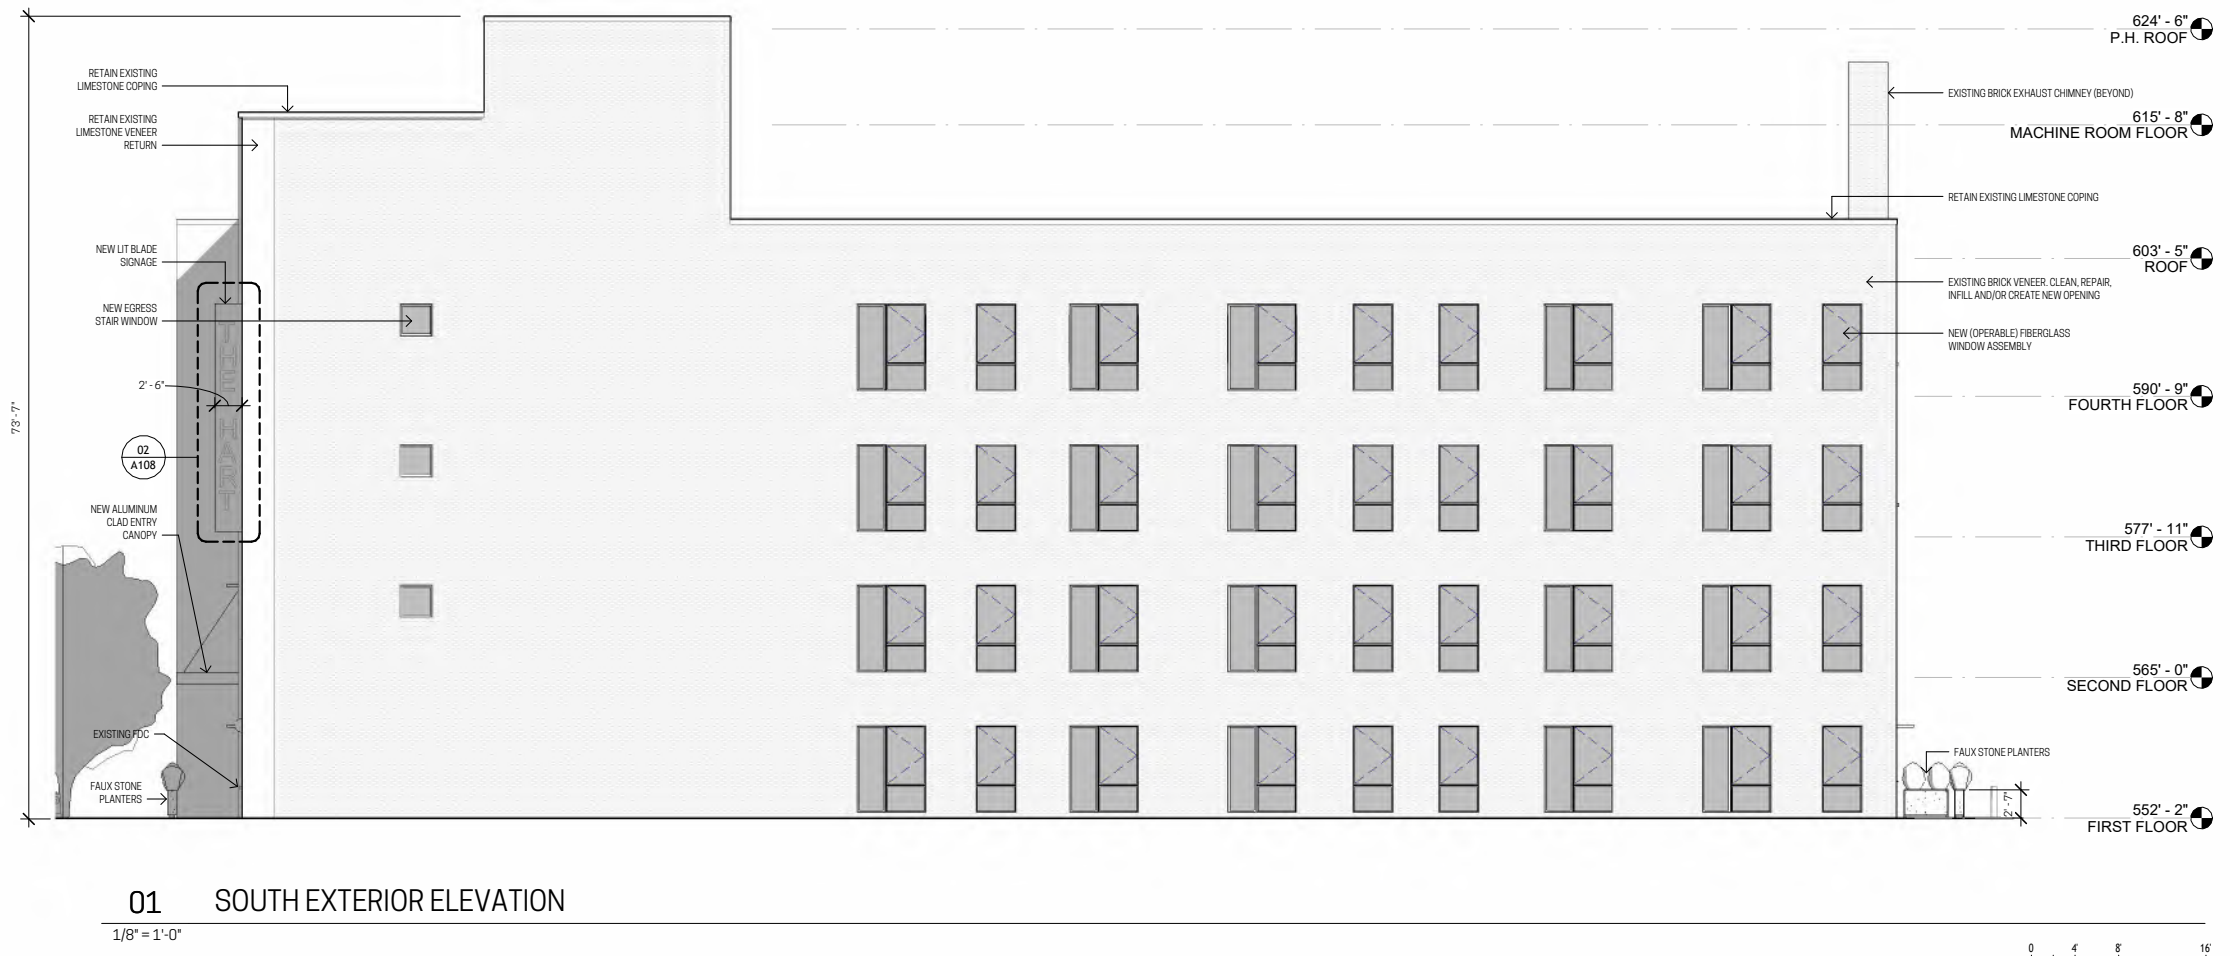 624' - 6"
P.H. ROOF
RETAIN EXISTING
LIMESTONE COPING
EXISTING BRICK EXHAUST CHIMNEY (BEYOND)
RETAIN EXISTING
LIMESTONE VENEER
RETURN
615' - 8"
MACHINE ROOM FLOOR
RETAIN EXISTING LIMESTONE COPING
NEW LIT BLADE
SIGNAGE
603' - 5"
ROOF
EXISTING BRICK VENEER. CLEAN, REPAIR,
INFILL AND/OR CREATE NEW OPENING
NEW EGRESS
STAIR WINDOW
NEW (OPERABLE) FIBERGLASS
WINDOW ASSEMBLY
THE HART
2' - 6"
590' - 9"
FOURTH FLOOR
73' - 7"
02
A108
NEW ALUMINUM
CLAD ENTRY
CANOPY
577' - 11"
THIRD FLOOR
565' - 0"
SECOND FLOOR
EXISTING FDC
FAUX STONE PLANTERS
FAUX STONE
PLANTERS
2' - 7"
552' - 2"
FIRST FLOOR
01 SOUTH EXTERIOR ELEVATION
1/8" = 1'-0"
0 4' 8' 16'